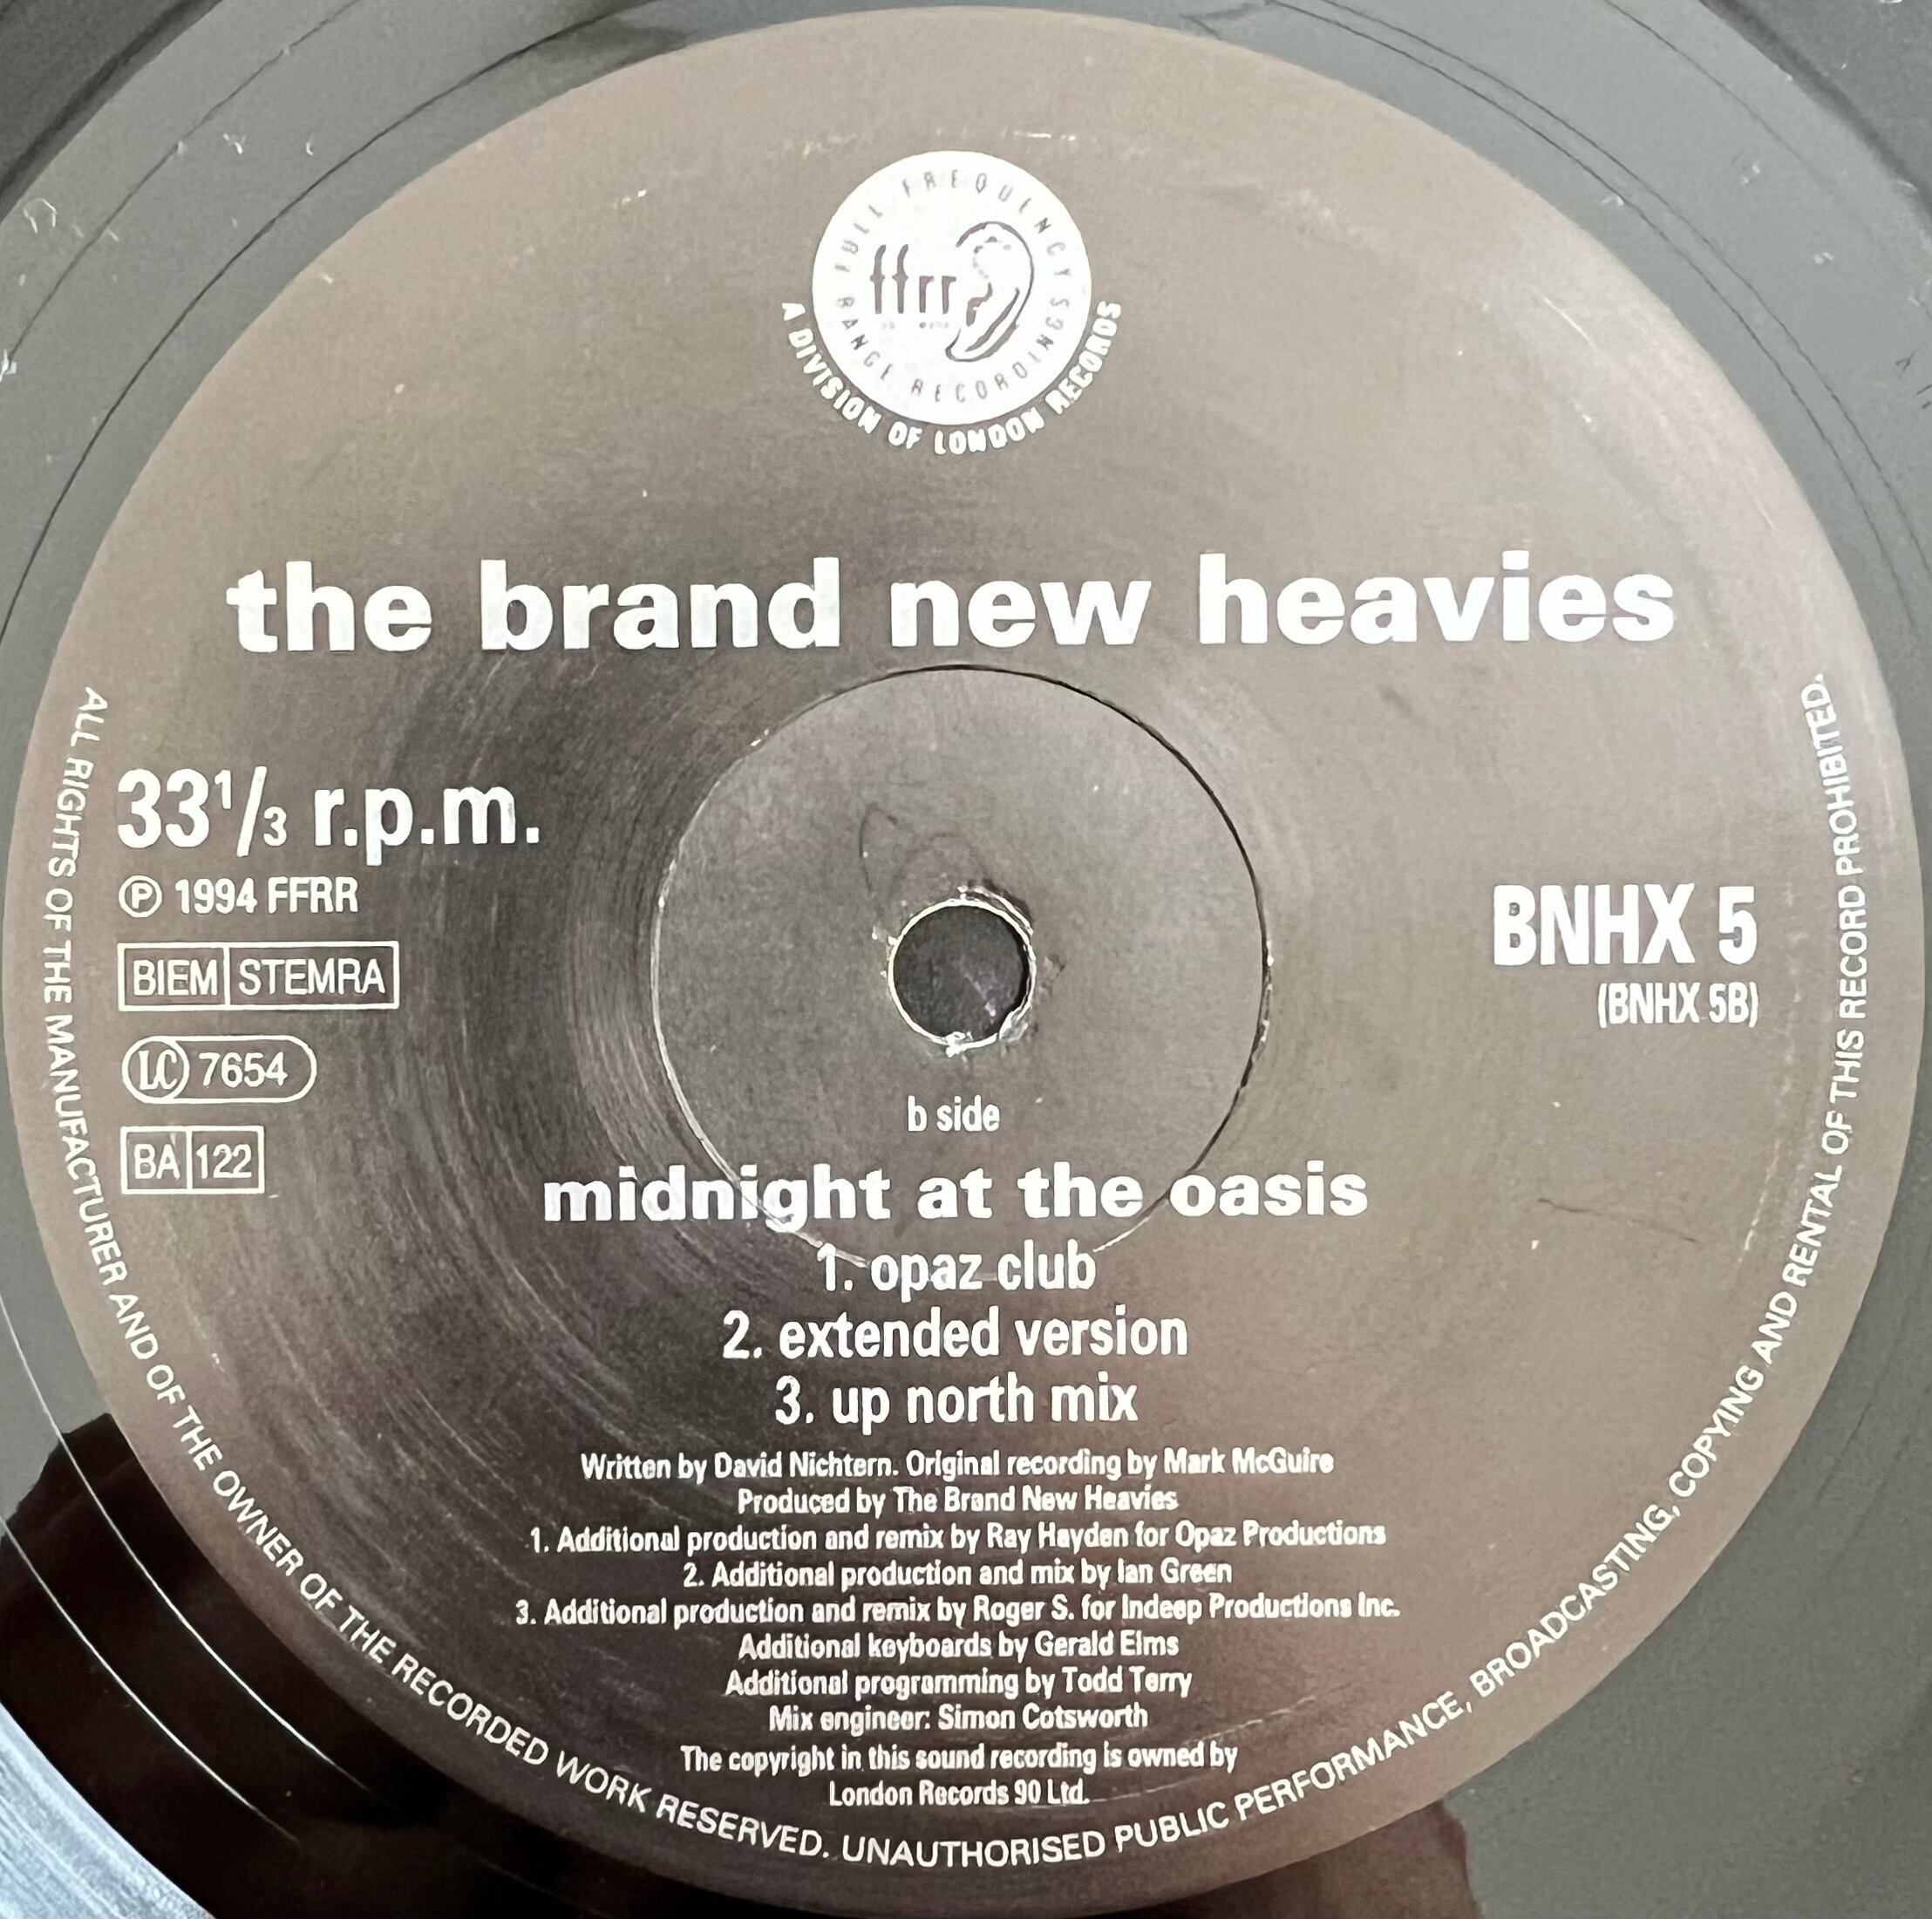 FULL FREQUENCY
RANGE RECORDINGS
ffrr
A DIVISION OF LONDON RECORDS
the brand new heavies
33 1/3 r.p.m.
℗ 1994 FFRR
BIEM STEMRA
LC 7654
BA 122
BNHX 5
(BNHX 5B)
b side
midnight at the oasis
1. opaz club
2. extended version
3. up north mix
Written by David Nichtern. Original recording by Mark McGuire
Produced by The Brand New Heavies
1. Additional production and remix by Ray Hayden for Opaz Productions
2. Additional production and mix by Ian Green
3. Additional production and remix by Roger S. for Indeep Productions Inc.
Additional keyboards by Gerald Elms
Additional programming by Todd Terry
Mix engineer: Simon Cotsworth
The copyright in this sound recording is owned by
London Records 90 Ltd.
ALL RIGHTS OF THE MANUFACTURER AND OF THE OWNER OF THE RECORDED WORK RESERVED. UNAUTHORISED PUBLIC PERFORMANCE, BROADCASTING, COPYING AND RENTAL OF THIS RECORD PROHIBITED.